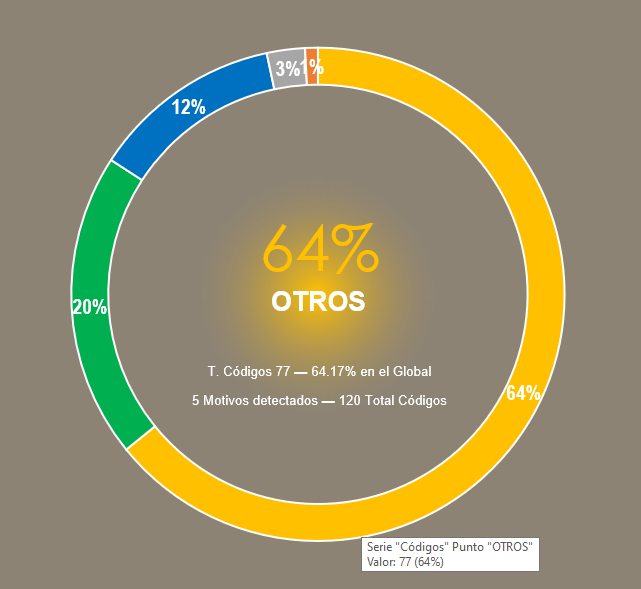 3%
1%
12%
64%
OTROS
20%
T. Códigos 77 — 64.17% en el Global
5 Motivos detectados — 120 Total Códigos
64%
Serie "Códigos" Punto "OTROS"
Valor: 77 (64%)